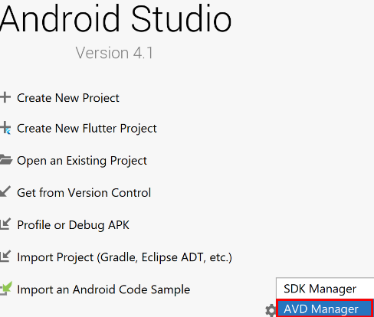 Android Studio
Version 4.1
Create New Project
Create New Flutter Project
Open an Existing Project
Get from Version Control
Profile or Debug APK
Import Project (Gradle, Eclipse ADT, etc.)
Import an Android Code Sample
SDK Manager
AVD Manager